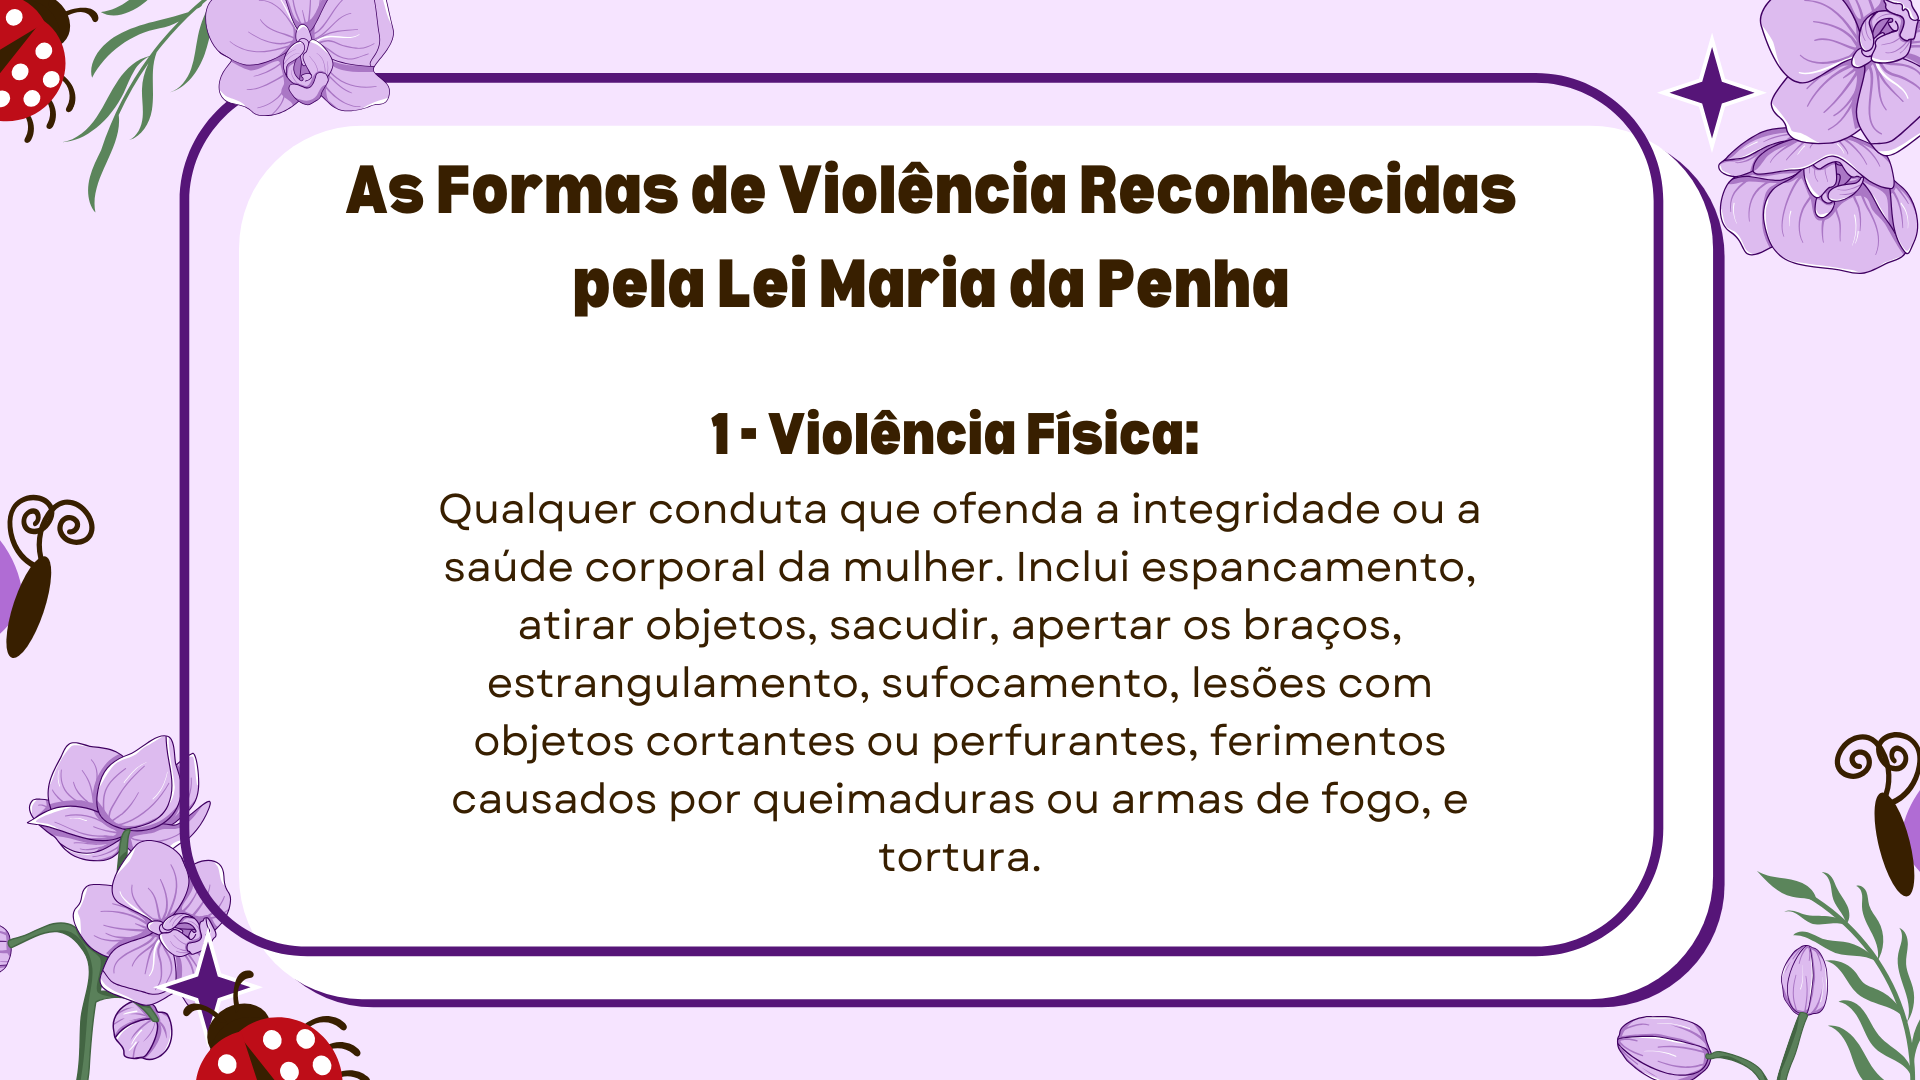 As Formas de Violência Reconhecidas
pela Lei Maria da Penha
1 - Violência Física:
Qualquer conduta que ofenda a integridade ou a
saúde corporal da mulher. Inclui espancamento,
atirar objetos, sacudir, apertar os braços,
estrangulamento, sufocamento, lesões com
objetos cortantes ou perfurantes, ferimentos
causados por queimaduras ou armas de fogo, e
tortura.